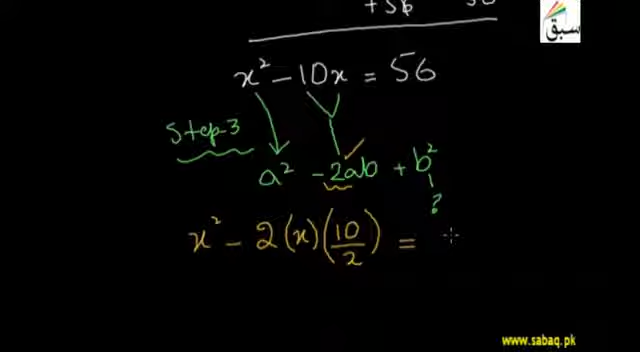 سبق
+56
x² - 10x = 56
Step-3
a² - 2ab + b²
?
x² - 2(x)(10/2) =
www.sabaq.pk